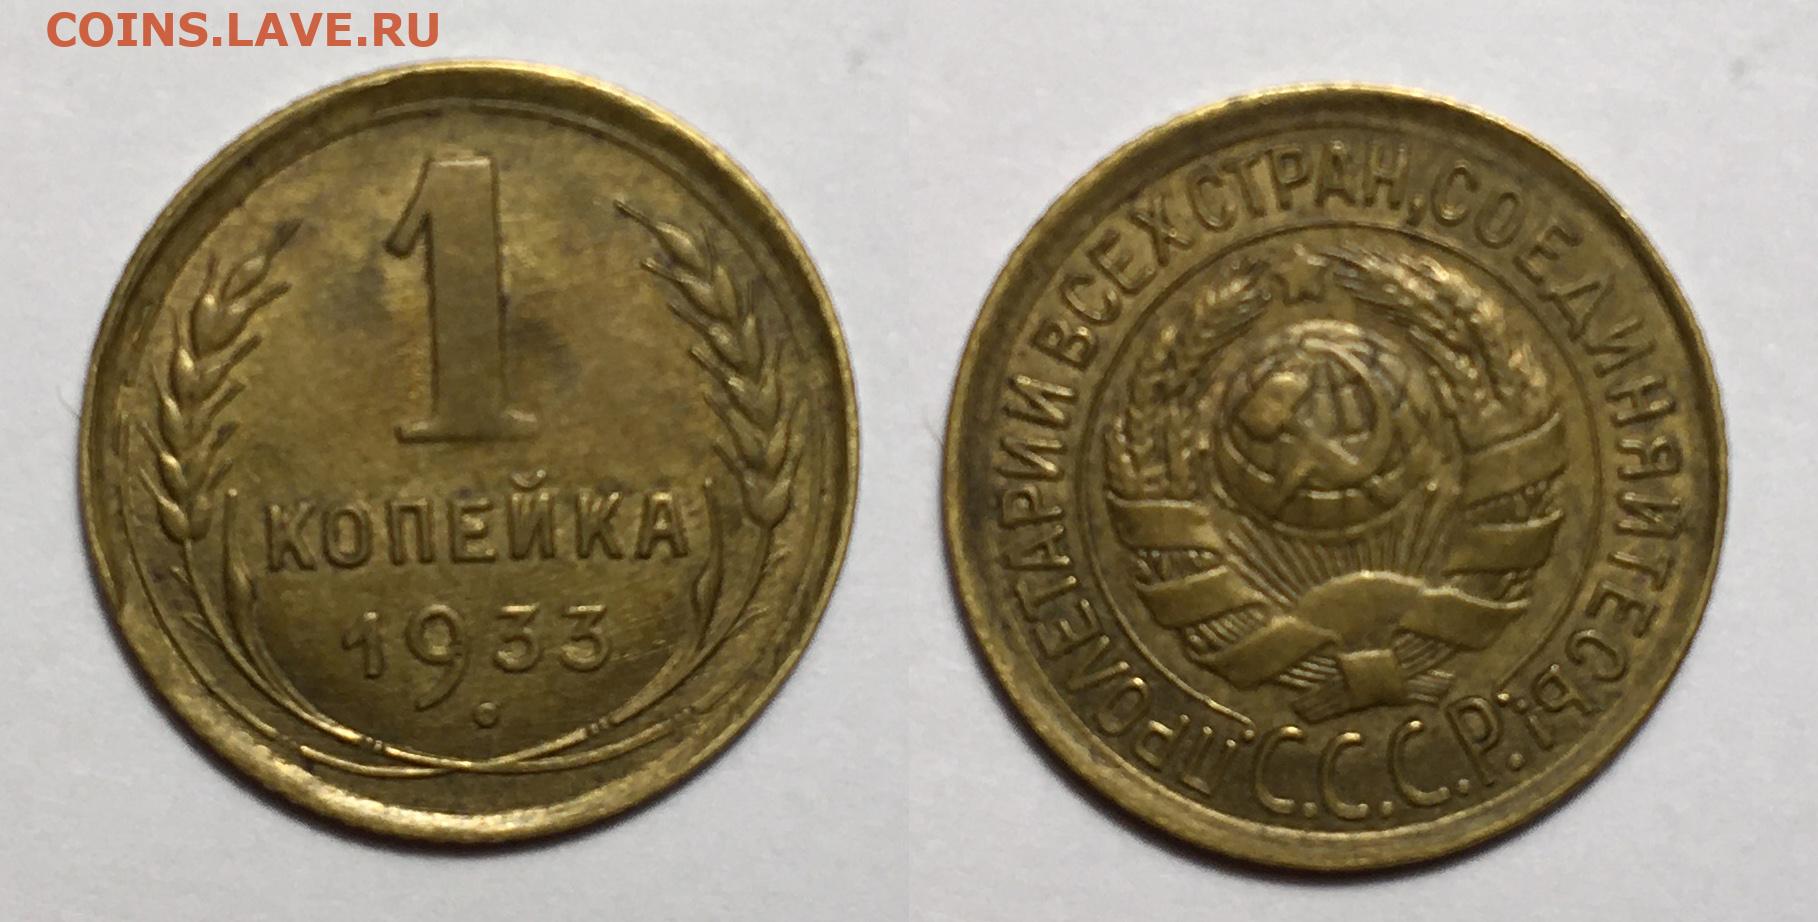 COINS.LAVE.RU
1
КОПЕЙКА
1933
ПРОЛЕТАРИИ ВСЕХ СТРАН, СОЕДИНЯЙТЕСЬ!
С.С.С.Р.